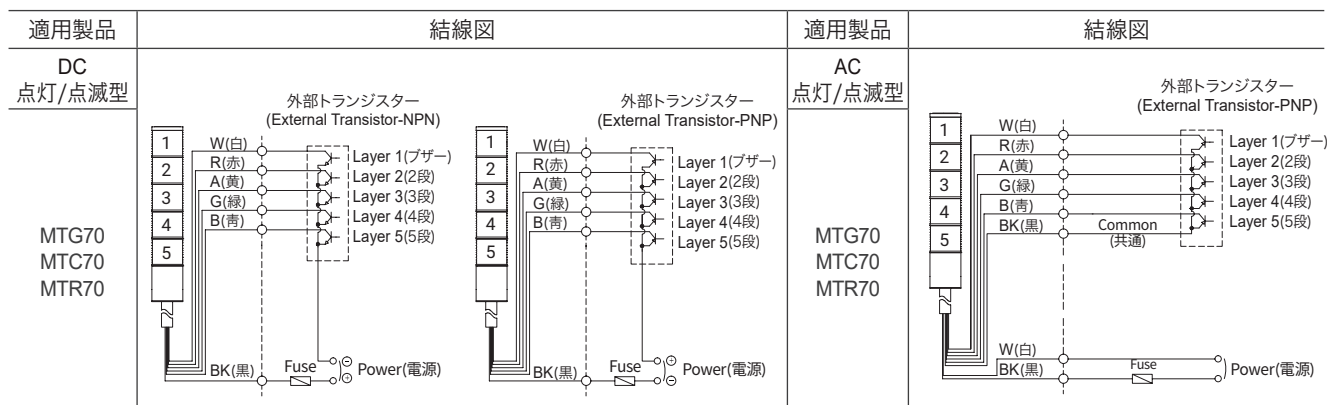 適用製品
結線図
適用製品
結線図
DC
点灯/点滅型
MTG70
MTC70
MTR70
外部トランジスター
(External Transistor-NPN)
1
2
3
4
5
W(白)
R(赤)
A(黄)
G(緑)
B(靑)
Layer 1(ブザー)
Layer 2(2段)
Layer 3(3段)
Layer 4(4段)
Layer 5(5段)
BK(黒)
Fuse
⊖
⊕
Power(電源)
外部トランジスター
(External Transistor-PNP)
1
2
3
4
5
W(白)
R(赤)
A(黄)
G(緑)
B(靑)
Layer 1(ブザー)
Layer 2(2段)
Layer 3(3段)
Layer 4(4段)
Layer 5(5段)
BK(黒)
Fuse
⊕
⊖
Power(電源)
AC
点灯/点滅型
MTG70
MTC70
MTR70
外部トランジスター
(External Transistor-PNP)
1
2
3
4
5
W(白)
R(赤)
A(黄)
G(緑)
B(靑)
BK(黒)
Common
(共通)
Layer 1(ブザー)
Layer 2(2段)
Layer 3(3段)
Layer 4(4段)
Layer 5(5段)
W(白)
BK(黒)
Fuse
Power(電源)